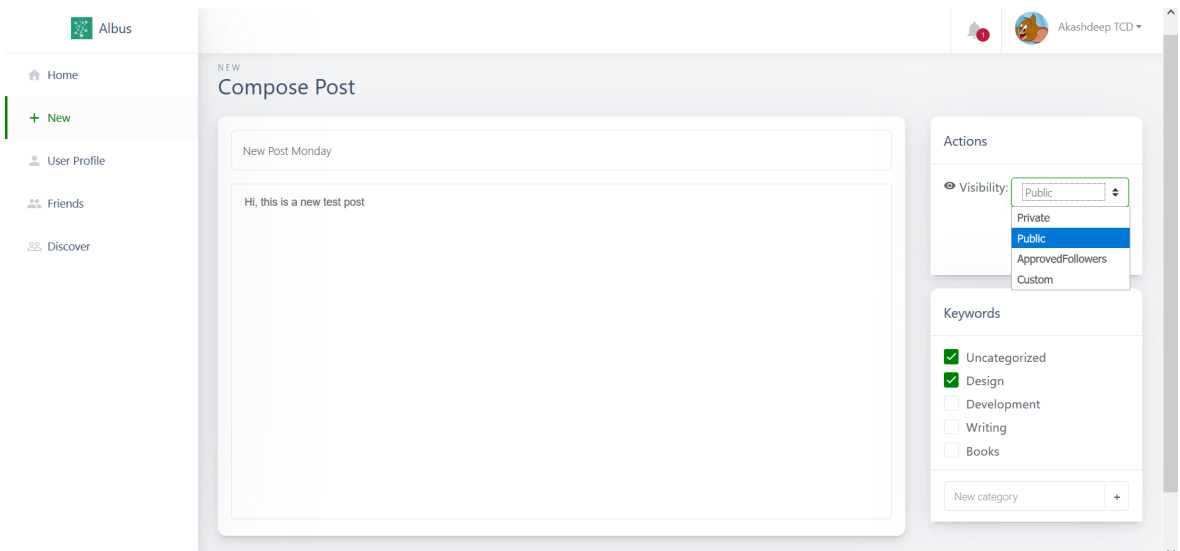 Albus
1
Akashdeep TCD
Home
New
User Profile
Friends
Discover
NEW
Compose Post
New Post Monday
Hi, this is a new test post
Actions
Visibility:
Public
Private
Public
ApprovedFollowers
Custom
Keywords
Uncategorized
Design
Development
Writing
Books
New category
+